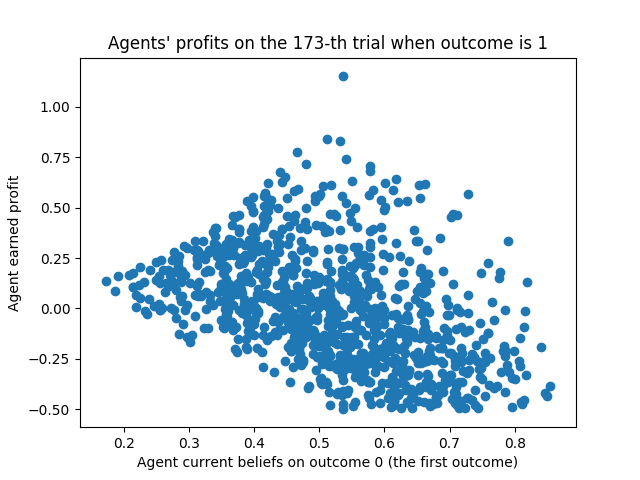 Agents' profits on the 173-th trial when outcome is 1
1.00
0.75
0.50
0.25
0.00
−0.25
−0.50
Agent earned profit
0.2 0.3 0.4 0.5 0.6 0.7 0.8
Agent current beliefs on outcome 0 (the first outcome)